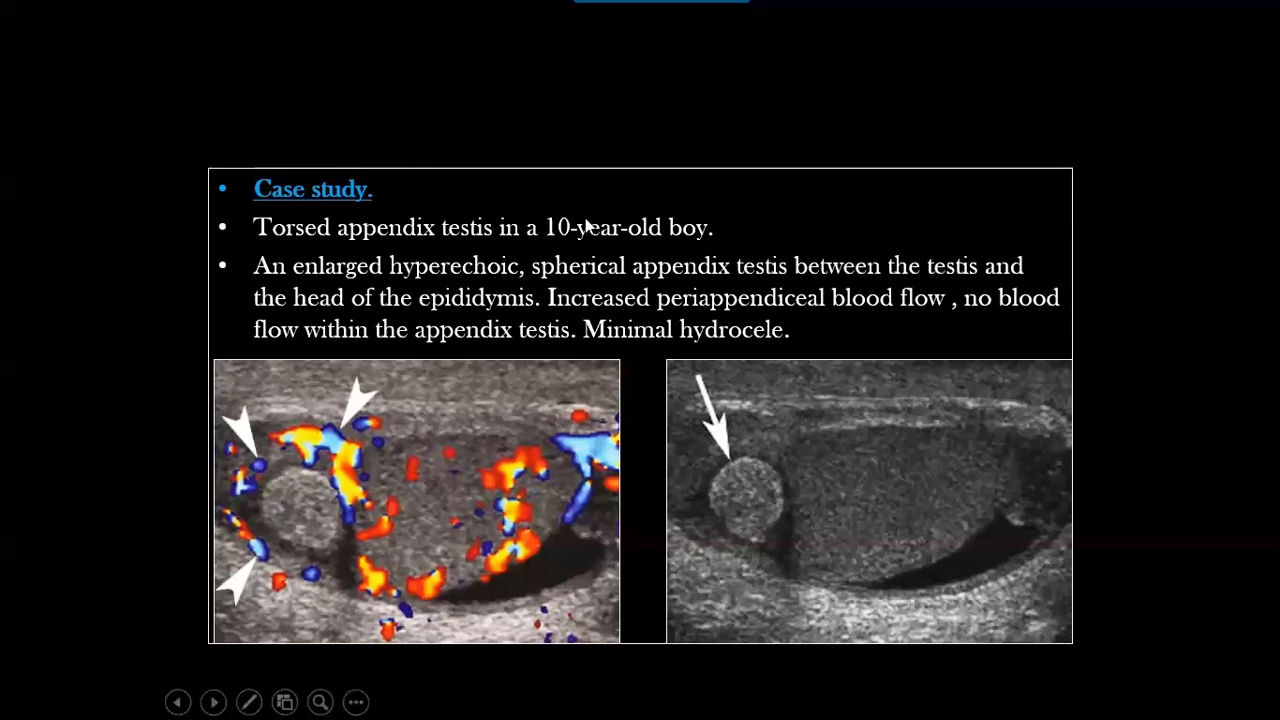 • Case study.
• Torsed appendix testis in a 10-year-old boy.
• An enlarged hyperechoic, spherical appendix testis between the testis and
the head of the epididymis. Increased periappendiceal blood flow , no blood
flow within the appendix testis. Minimal hydrocele.